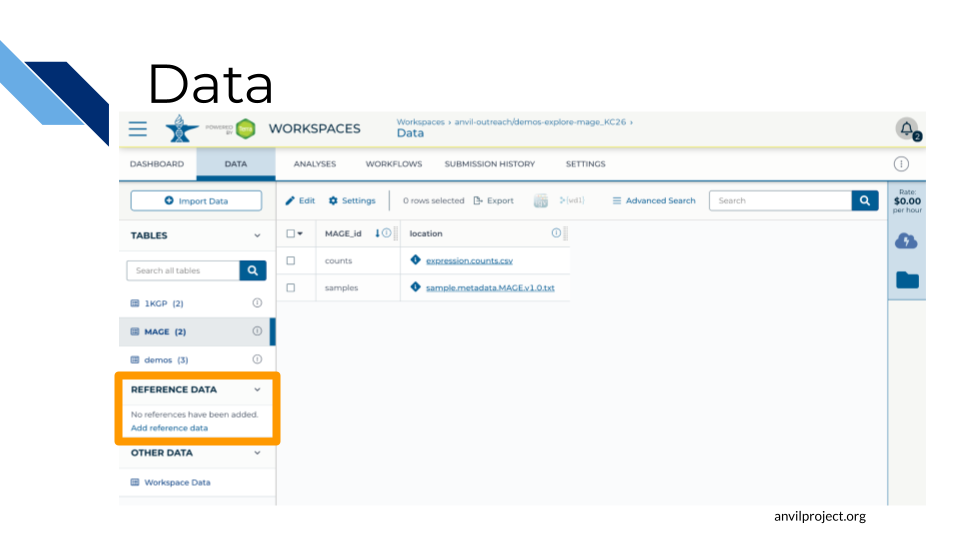 Data
POWERED BY Terra WORKSPACES
Workspaces › anvil-outreach/demos-explore-mage_KC26 ›
Data
2
DASHBOARD DATA ANALYSES WORKFLOWS SUBMISSION HISTORY SETTINGS
Import Data
Edit Settings 0 rows selected Export Advanced Search Search
Rate:
$0.00
per hour
TABLES
MAGE_id location
Search all tables
counts expression.counts.csv
samples sample.metadata.MAGE.v1.0.txt
1KGP (2)
MAGE (2)
demos (3)
REFERENCE DATA
No references have been added.
Add reference data
OTHER DATA
Workspace Data
anvilproject.org